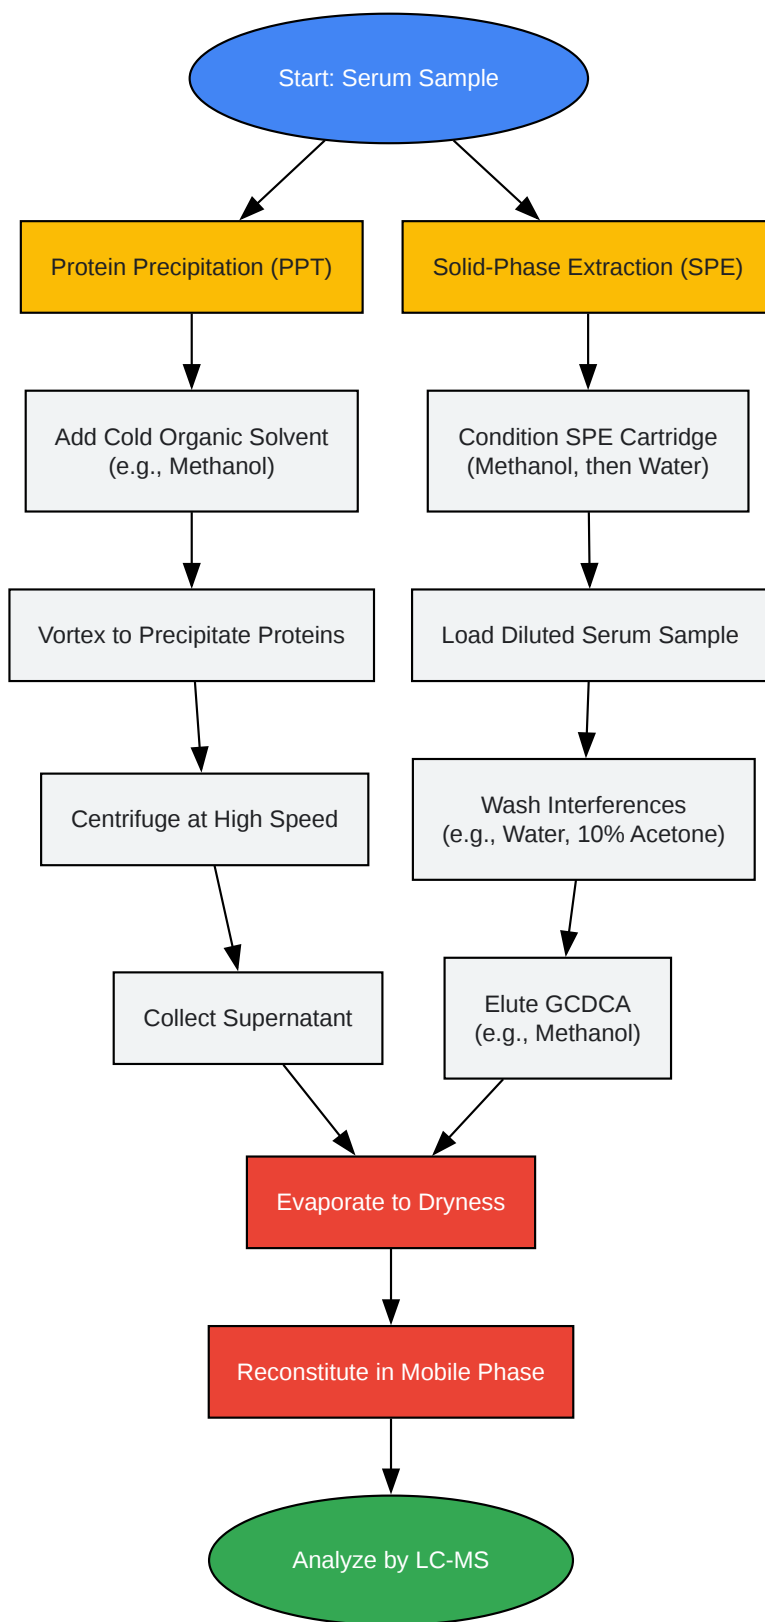 Start: Serum Sample
Protein Precipitation (PPT)
Solid-Phase Extraction (SPE)
Add Cold Organic Solvent
(e.g., Methanol)
Condition SPE Cartridge
(Methanol, then Water)
Vortex to Precipitate Proteins
Load Diluted Serum Sample
Centrifuge at High Speed
Wash Interferences
(e.g., Water, 10% Acetone)
Collect Supernatant
Elute GCDCA
(e.g., Methanol)
Evaporate to Dryness
Reconstitute in Mobile Phase
Analyze by LC-MS